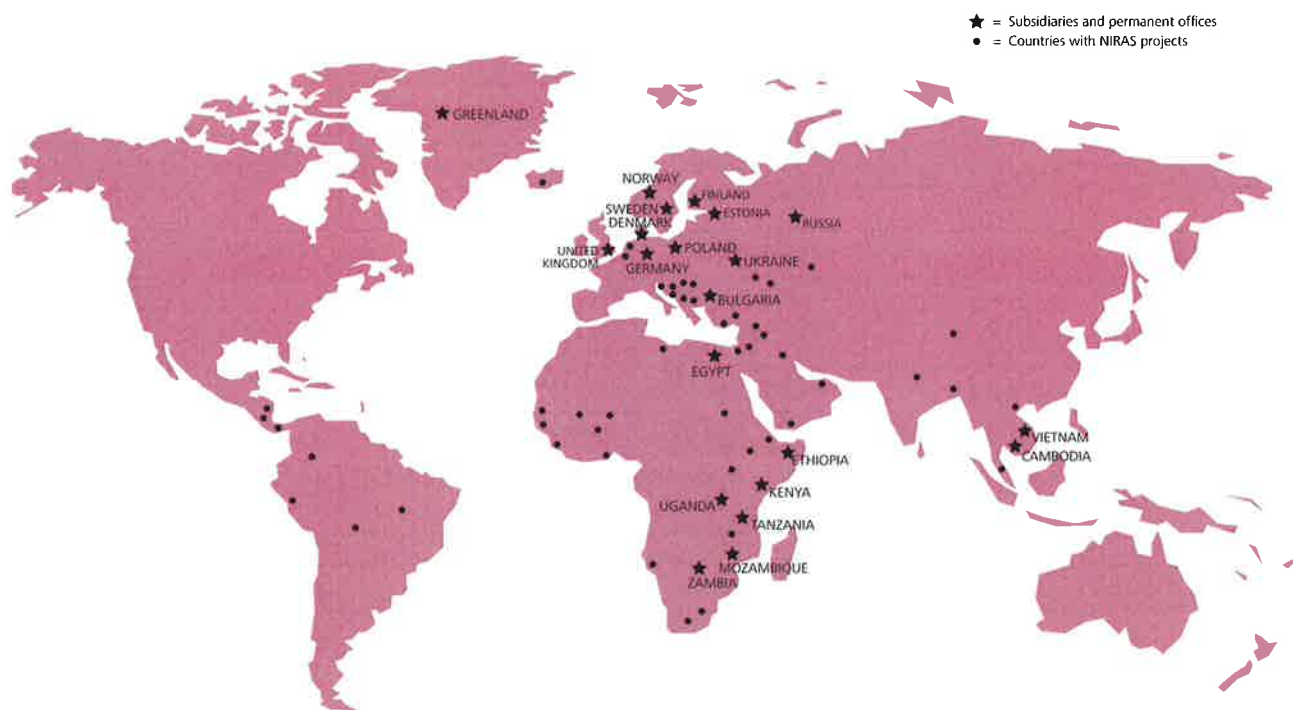 ★ = Subsidiaries and permanent offices
• = Countries with NIRAS projects
GREENLAND
NORWAY
FINLAND
SWEDEN
ESTONIA
DENMARK
RUSSIA
UNITED
KINGDOM
POLAND
GERMANY
UKRAINE
BULGARIA
EGYPT
VIETNAM
CAMBODIA
ETHIOPIA
KENYA
UGANDA
TANZANIA
MOZAMBIQUE
ZAMBIA